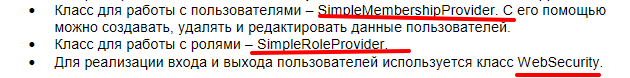 • Класс для работы с пользователями – SimpleMembershipProvider. С его помощью
можно создавать, удалять и редактировать данные пользователей.
• Класс для работы с ролями – SimpleRoleProvider.
• Для реализации входа и выхода пользователей используется класс WebSecurity.